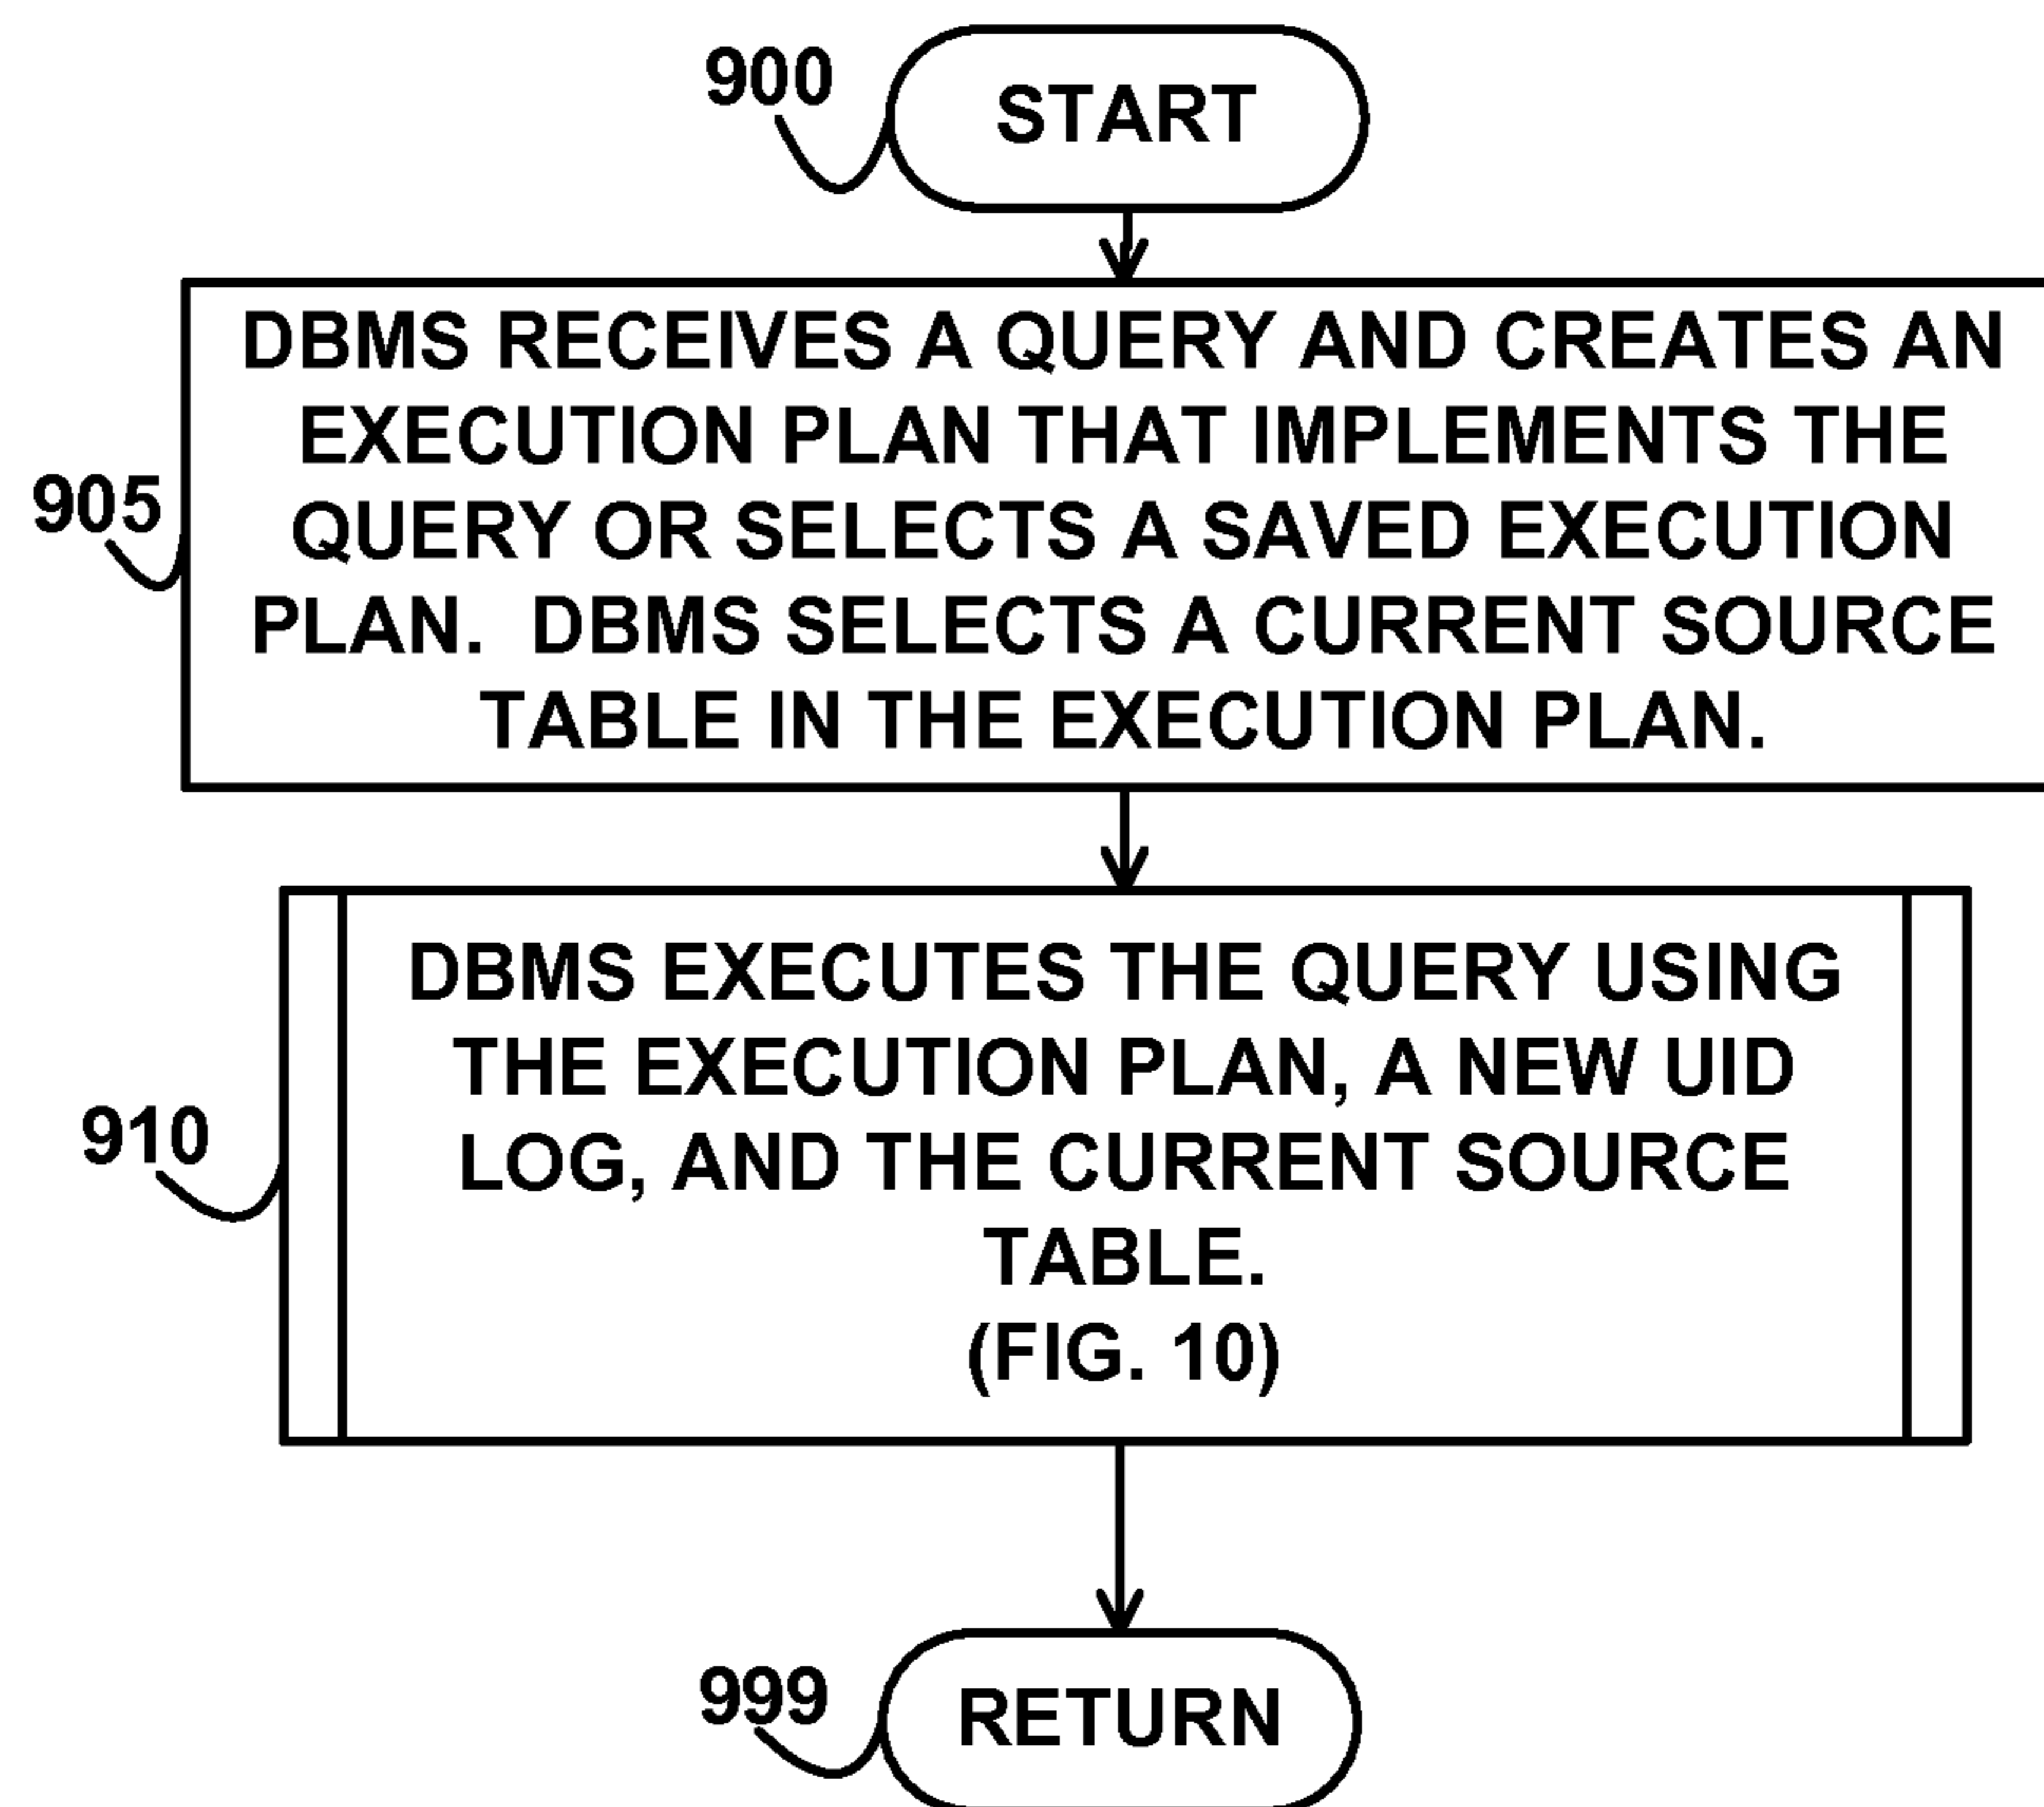 900
START
905
DBMS RECEIVES A QUERY AND CREATES AN
EXECUTION PLAN THAT IMPLEMENTS THE
QUERY OR SELECTS A SAVED EXECUTION
PLAN. DBMS SELECTS A CURRENT SOURCE
TABLE IN THE EXECUTION PLAN.
910
DBMS EXECUTES THE QUERY USING
THE EXECUTION PLAN, A NEW UID
LOG, AND THE CURRENT SOURCE
TABLE.
(FIG. 10)
999
RETURN